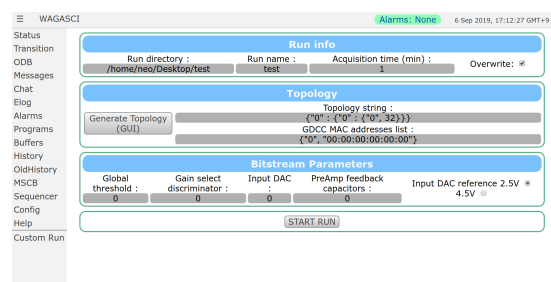 ☰ WAGASCI
Alarms: None
6 Sep 2019, 17:12:27 GMT+9
Status
Transition
ODB
Messages
Chat
Elog
Alarms
Programs
Buffers
History
OldHistory
MSCB
Sequencer
Config
Help
Custom Run
Run info
Run directory :
/home/neo/Desktop/test
Run name :
test
Acquisition time (min) :
1
Overwrite:
Topology
Generate Topology
(GUI)
Topology string :
{"0" : {"0" : {"0", 32}}}
GDCC MAC addresses list :
{"0", "00:00:00:00:00:00"}
Bitstream Parameters
Global
threshold :
0
Gain select
discriminator :
0
Input DAC
:
0
PreAmp feedback
capacitors :
0
Input DAC reference 2.5V
4.5V
START RUN